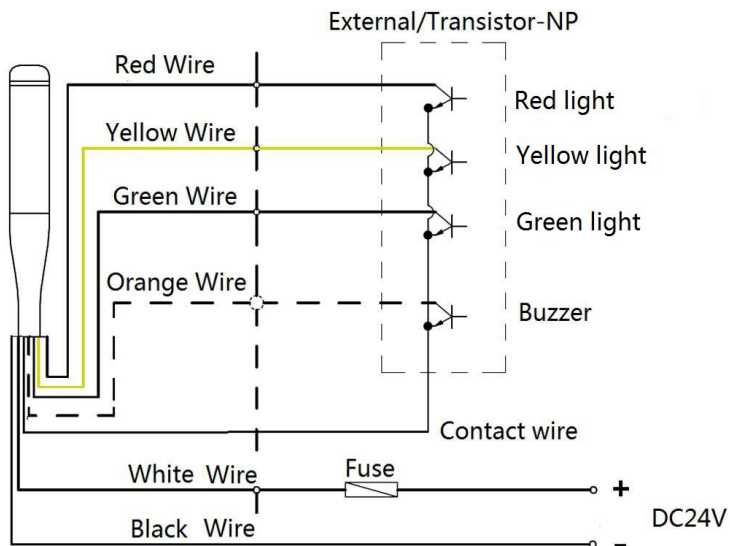 External/Transistor-NP
Red Wire
Red light
Yellow Wire
Yellow light
Green Wire
Green light
Orange Wire
Buzzer
Contact wire
White Wire
Fuse
+
DC24V
Black Wire
-